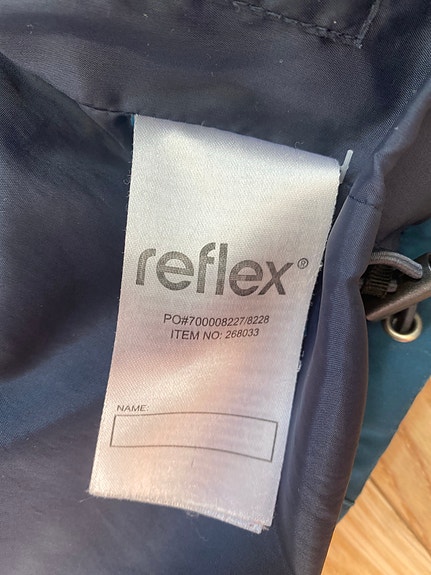 reflex®
PO#700008227/8228
ITEM NO: 268033
NAME: